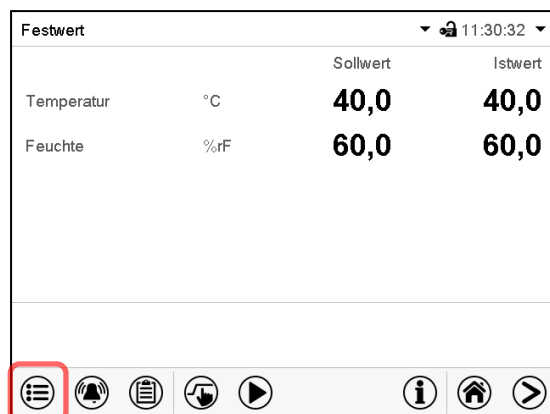 Festwert 11:30:32
Sollwert Istwert
Temperatur °C 40,0 40,0
Feuchte %rF 60,0 60,0